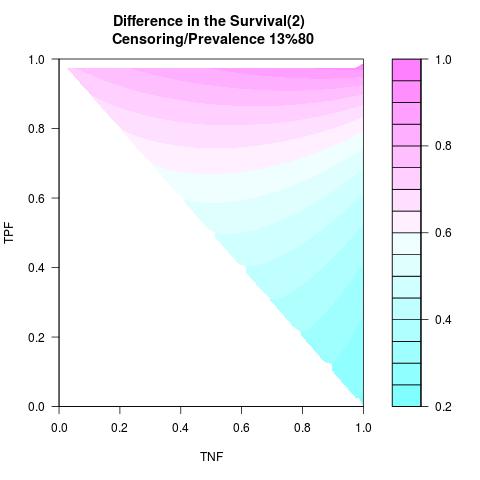 Difference in the Survival(2)
Censoring/Prevalence 13%80
1.0
0.8
0.6
0.4
0.2
0.0
TPF
0.0 0.2 0.4 0.6 0.8 1.0
TNF
1.0
0.8
0.6
0.4
0.2